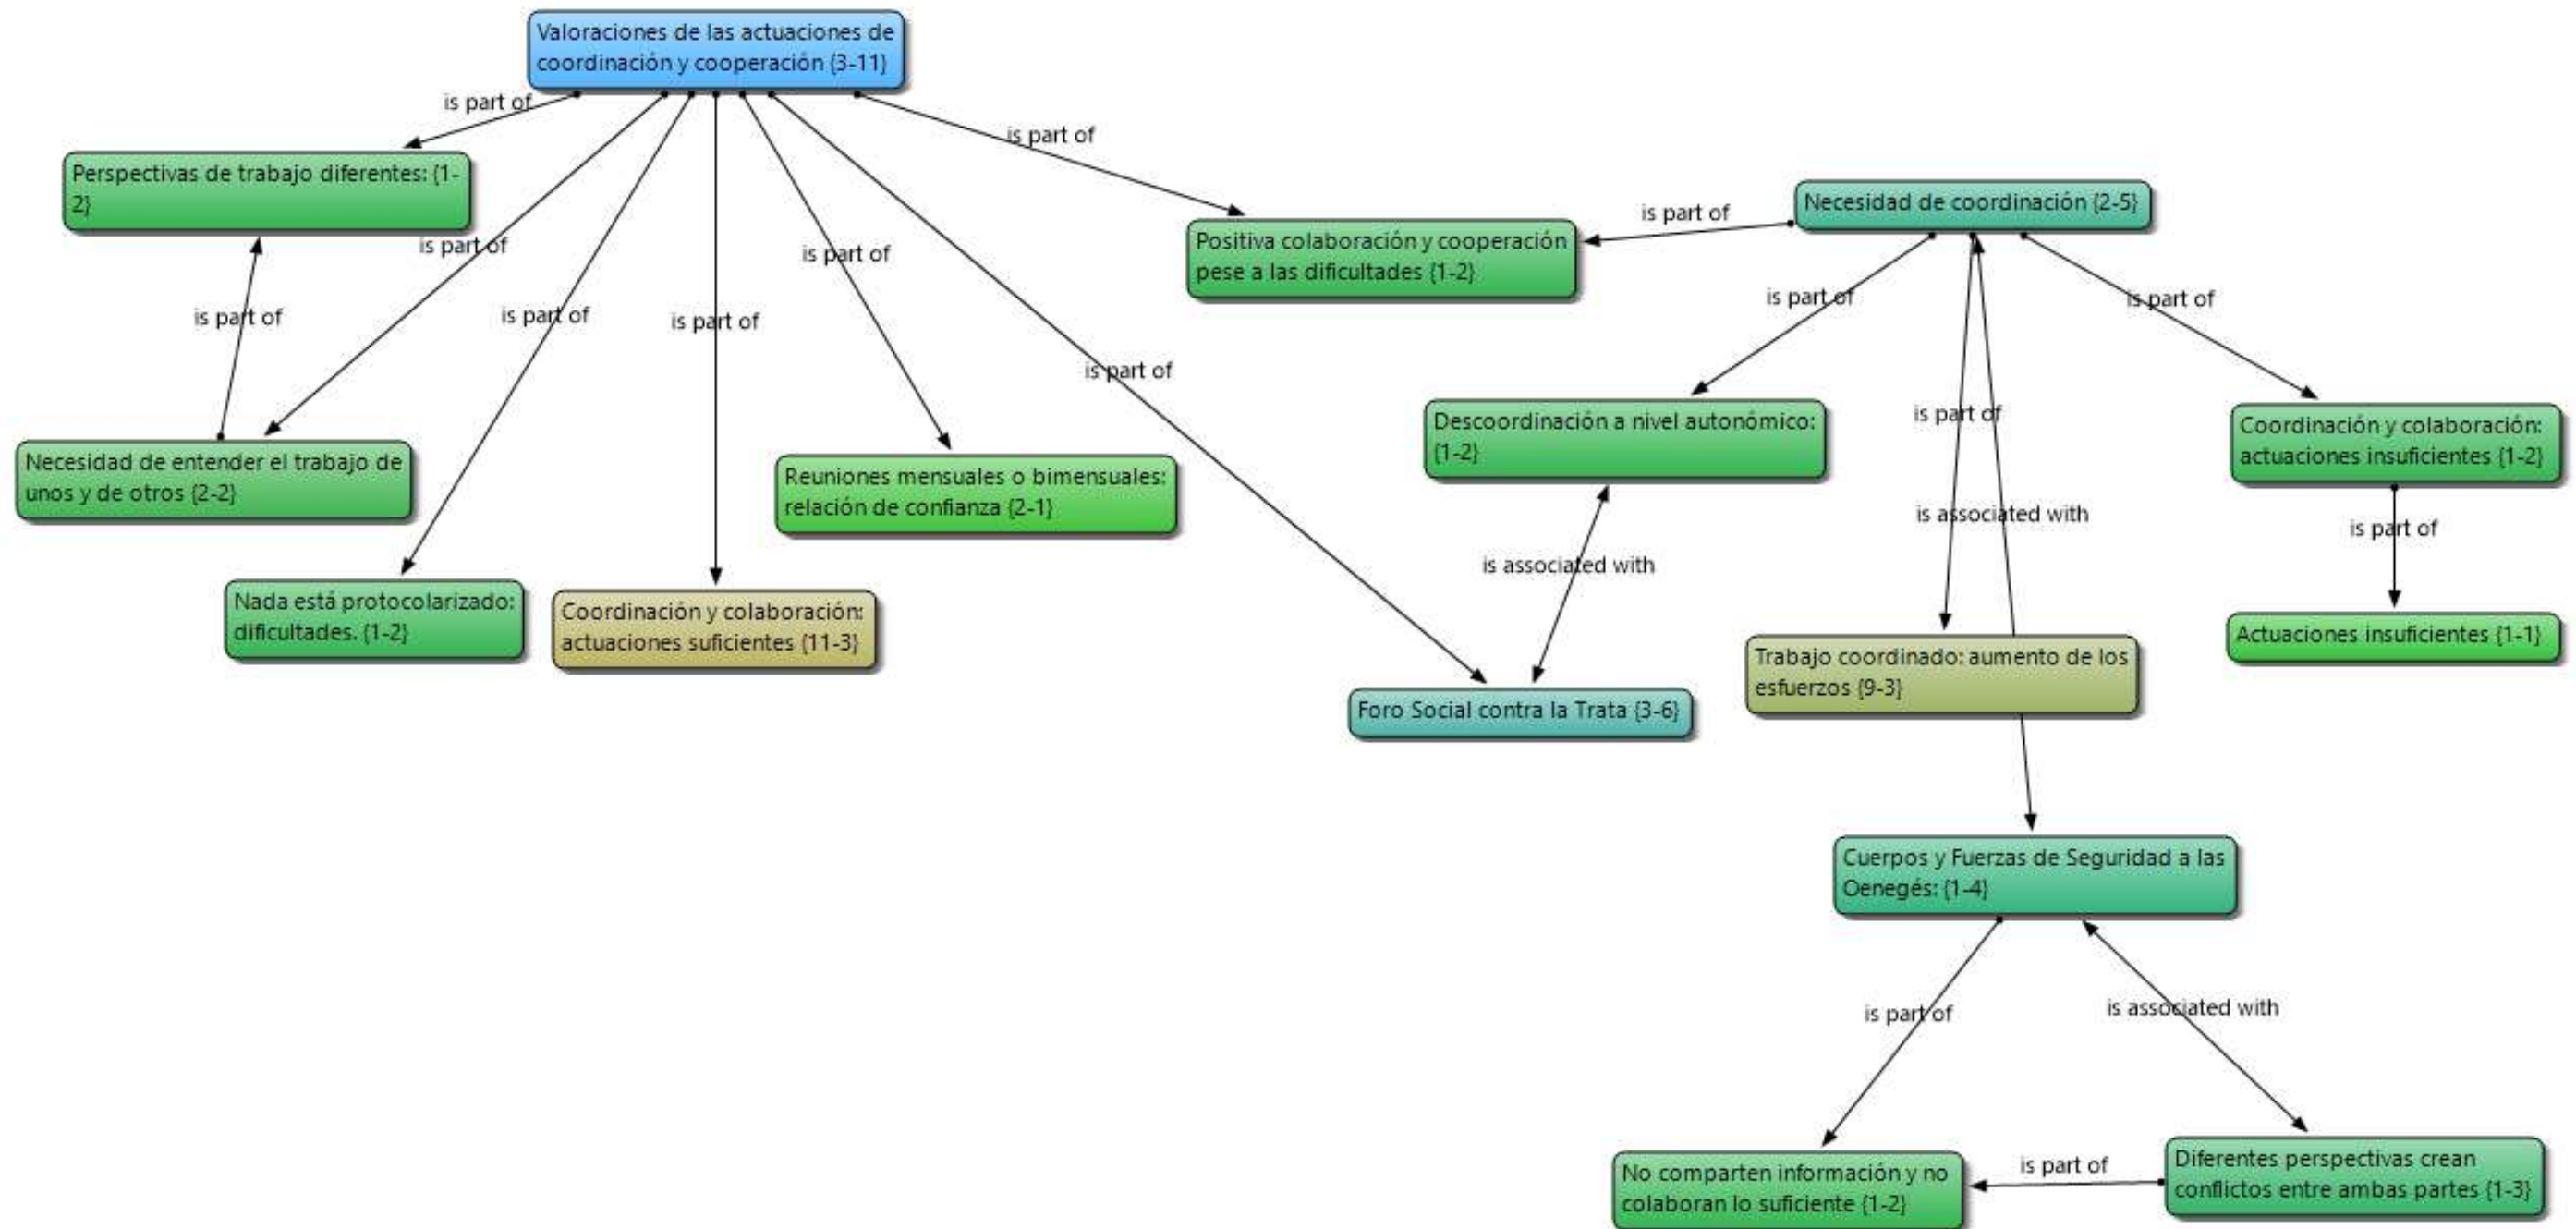 Valoraciones de las actuaciones de
coordinación y cooperación {3-11}
is part of
is part of
Perspectivas de trabajo diferentes: {1-
2}
Necesidad de coordinación {2-5}
is part of
Positiva colaboración y cooperación
pese a las dificultades {1-2}
is part of
is part of
is part of
is part of
is part of
is part of
is part of
is part of
is part of
Descoordinación a nivel autonómico:
{1-2}
is part of
Coordinación y colaboración:
actuaciones insuficientes {1-2}
Necesidad de entender el trabajo de
unos y de otros {2-2}
Reuniones mensuales o bimensuales:
relación de confianza {2-1}
is associated with
is part of
is associated with
Nada está protocolarizado:
dificultades. {1-2}
Coordinación y colaboración:
actuaciones suficientes {11-3}
Actuaciones insuficientes {1-1}
Trabajo coordinado: aumento de los
esfuerzos {9-3}
Foro Social contra la Trata {3-6}
Cuerpos y Fuerzas de Seguridad a las
Oenegés: {1-4}
is part of
is associated with
No comparten información y no
colaboran lo suficiente {1-2}
is part of
Diferentes perspectivas crean
conflictos entre ambas partes {1-3}